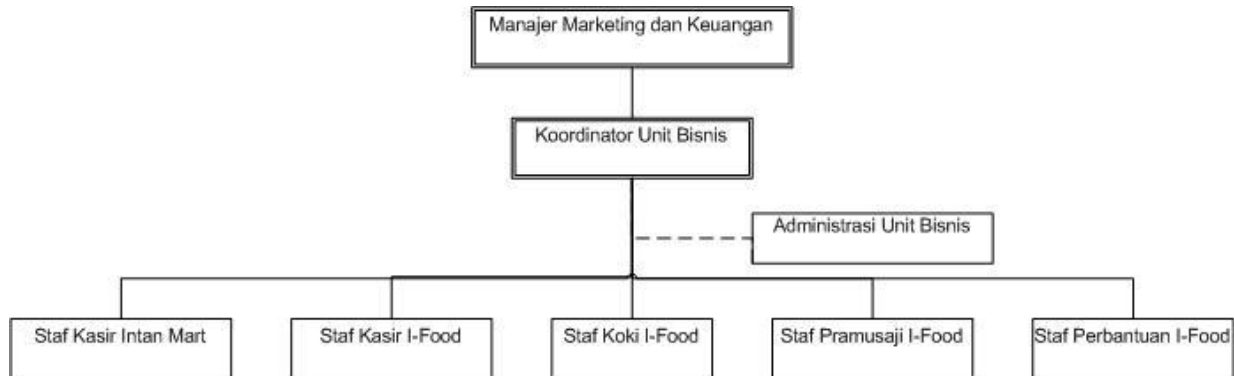 Manajer Marketing dan Keuangan
Koordinator Unit Bisnis
Administrasi Unit Bisnis
Staf Kasir Intan Mart
Staf Kasir I-Food
Staf Koki I-Food
Staf Pramusaji I-Food
Staf Perbantuan I-Food